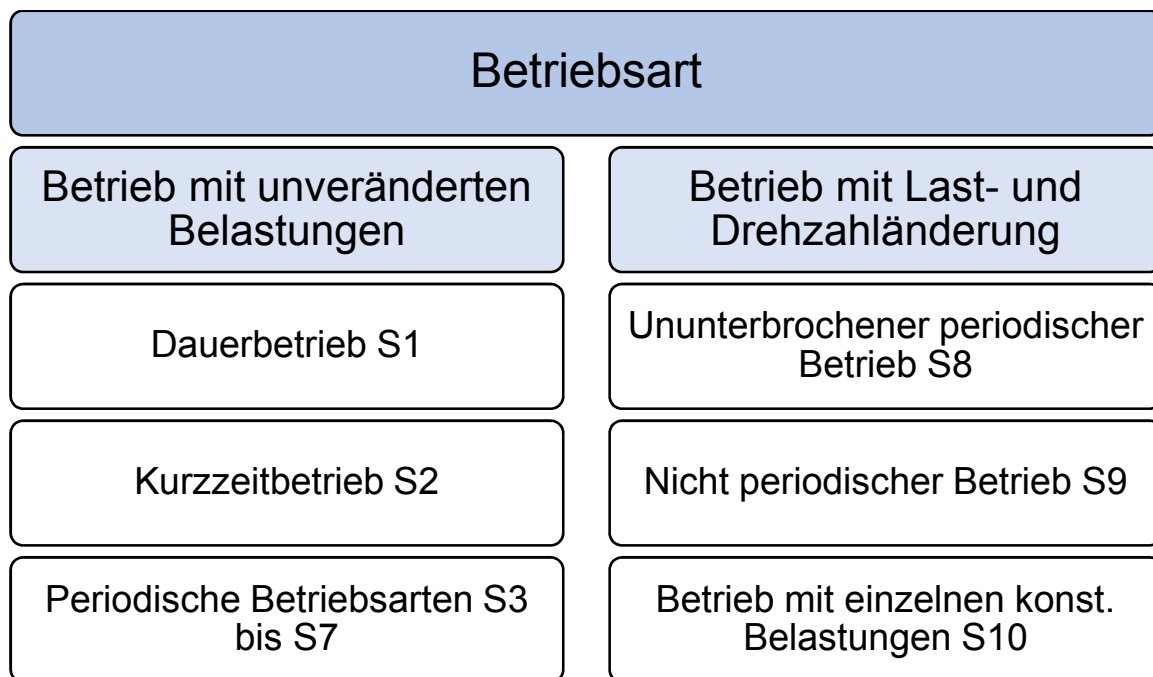 Betriebsart
Betrieb mit unveränderten
Belastungen
Betrieb mit Last- und
Drehzahländerung
Dauerbetrieb S1
Ununterbrochener periodischer
Betrieb S8
Kurzzeitbetrieb S2
Nicht periodischer Betrieb S9
Periodische Betriebsarten S3
bis S7
Betrieb mit einzelnen konst.
Belastungen S10